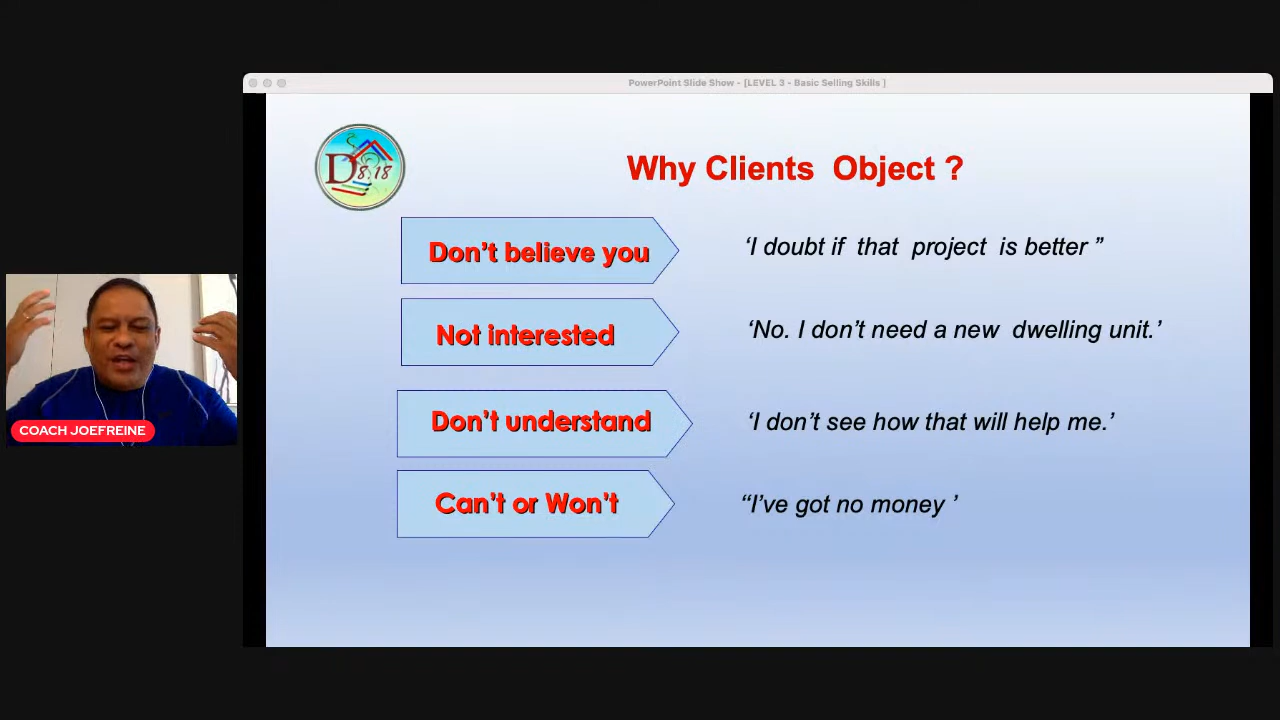 PowerPoint Slide Show - [LEVEL 3 - Basic Selling Skills ]
D8.18
Why Clients Object ?
Don't believe you
‘I doubt if that project is better ”
Not interested
‘No. I don’t need a new dwelling unit.’
Don't understand
‘I don’t see how that will help me.’
Can't or Won't
“I’ve got no money ’
COACH JOEFREINE